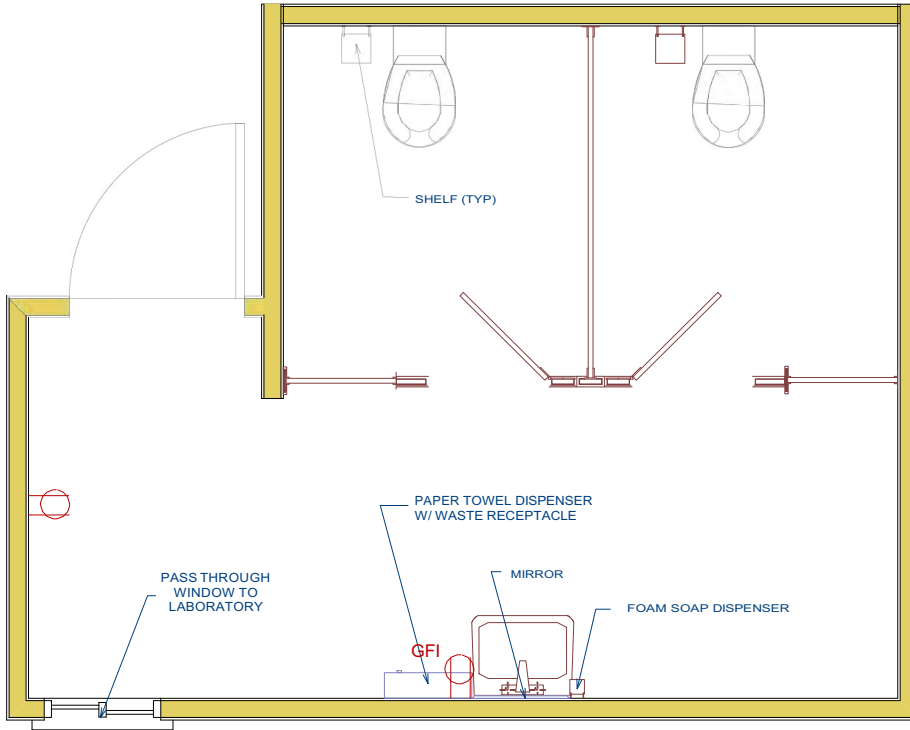 SHELF (TYP)
PAPER TOWEL DISPENSER
W/ WASTE RECEPTACLE
PASS THROUGH
WINDOW TO
LABORATORY
MIRROR
FOAM SOAP DISPENSER
GFI